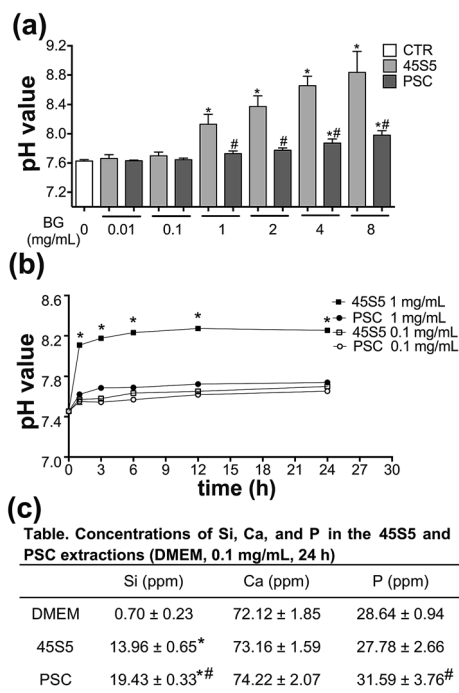 (a)
CTR
45S5
PSC
pH value
9.2
8.8
8.4
8.0
7.6
7.2
* * # * # *# * *#
BG
(mg/mL)
0 0.01 0.1 1 2 4 8
(b)
pH value
8.6
8.2
7.8
7.4
7.0
* * * * *
45S5 1 mg/mL
PSC 1 mg/mL
45S5 0.1 mg/mL
PSC 0.1 mg/mL
0 3 6 9 12 15 18 21 24 27 30
time (h)
(c)
Table. Concentrations of Si, Ca, and P in the 45S5 and
PSC extractions (DMEM, 0.1 mg/mL, 24 h)
Si (ppm) Ca (ppm) P (ppm)
DMEM 0.70 ± 0.23 72.12 ± 1.85 28.64 ± 0.94
45S5 13.96 ± 0.65* 73.16 ± 1.59 27.78 ± 2.66
PSC 19.43 ± 0.33*# 74.22 ± 2.07 31.59 ± 3.76#